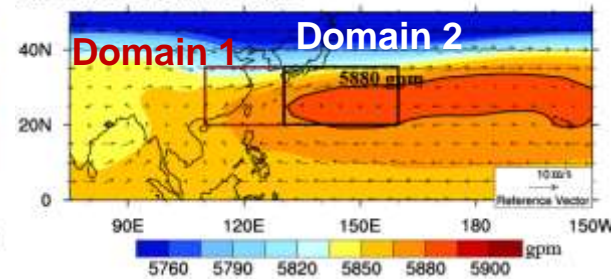 Domain 1
Domain 2
40N
5880 gpm
20N
10 m/s
Reference Vector
0
90E 120E 150E 180 150W
gpm
5760 5790 5820 5850 5880 5900